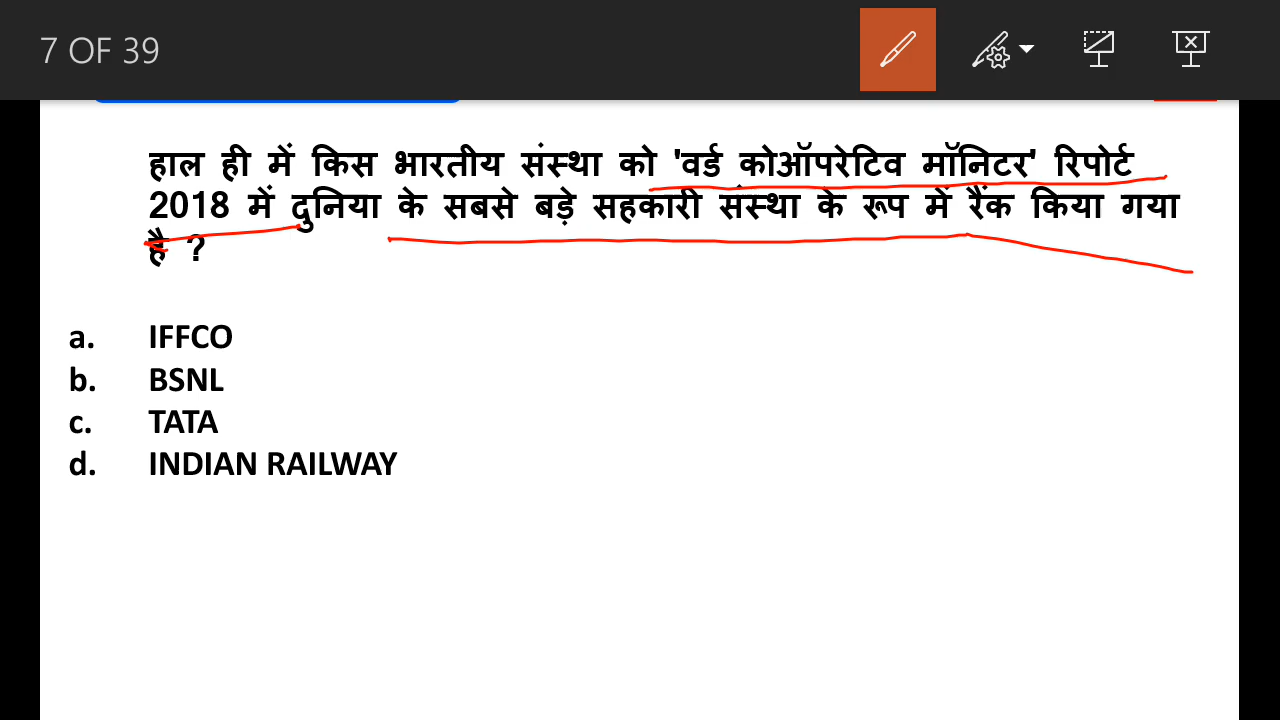 7 OF 39
हाल ही में किस भारतीय संस्था को 'वर्ड कोऑपरेटिव मॉनिटर' रिपोर्ट
2018 में दुनिया के सबसे बड़े सहकारी संस्था के रूप में रैंक किया गया
है ?
a. IFFCO
b. BSNL
c. TATA
d. INDIAN RAILWAY